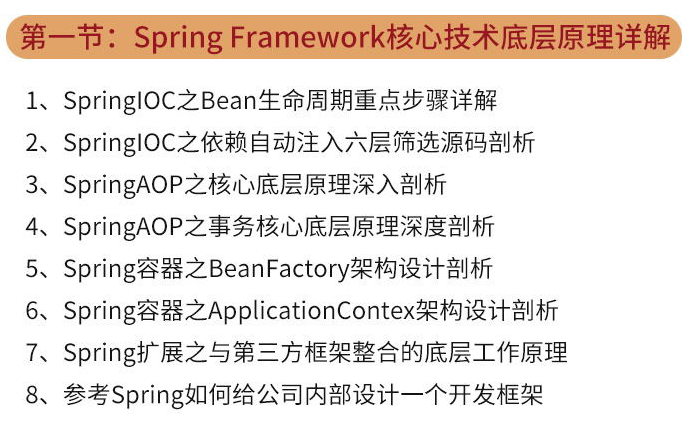 第一节：Spring Framework核心技术底层原理详解
1、SpringIOC之Bean生命周期重点步骤详解
2、SpringIOC之依赖自动注入六层筛选源码剖析
3、SpringAOP之核心底层原理深入剖析
4、SpringAOP之事务核心底层原理深度剖析
5、Spring容器之BeanFactory架构设计剖析
6、Spring容器之ApplicationContex架构设计剖析
7、Spring扩展之与第三方框架整合的底层工作原理
8、参考Spring如何给公司内部设计一个开发框架